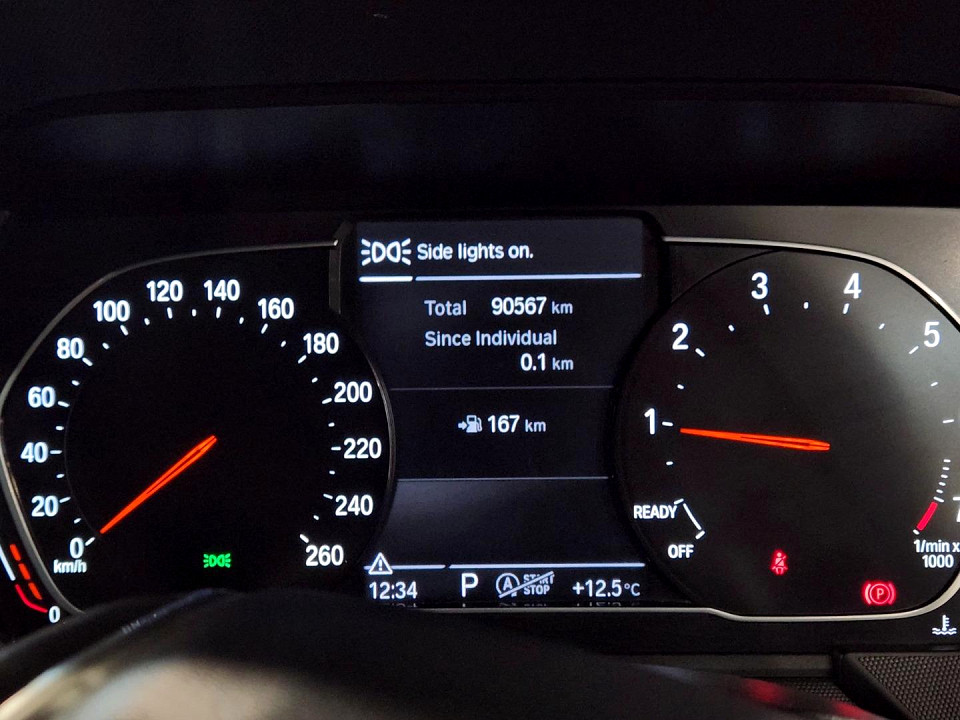 Side lights on.
Total 90567 km
Since Individual
0.1 km
167 km
12:34 P A START STOP +12.5°C
0
20
40
60
80
100
120
140
160
180
200
220
240
260
km/h
0
OFF
READY
1
2
3
4
5
7
1/min x
1000
P